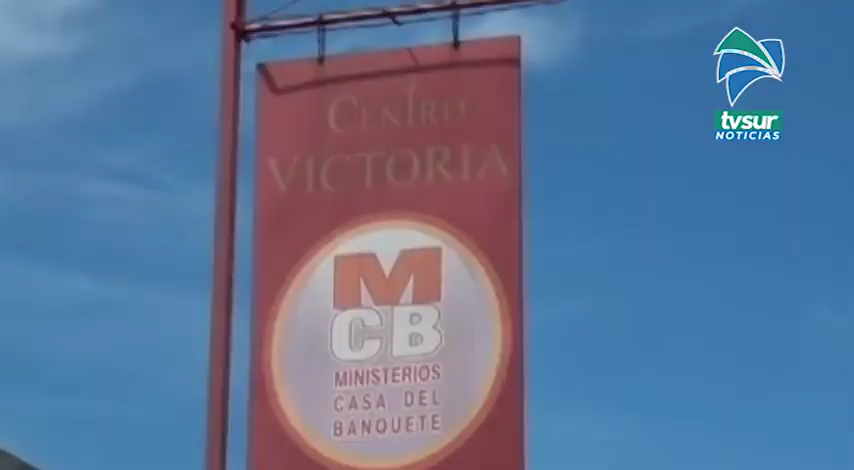 CENTRO
VICTORIA
MCB
MINISTERIOS
CASA DEL
BANQUETE
tvsur
NOTICIAS